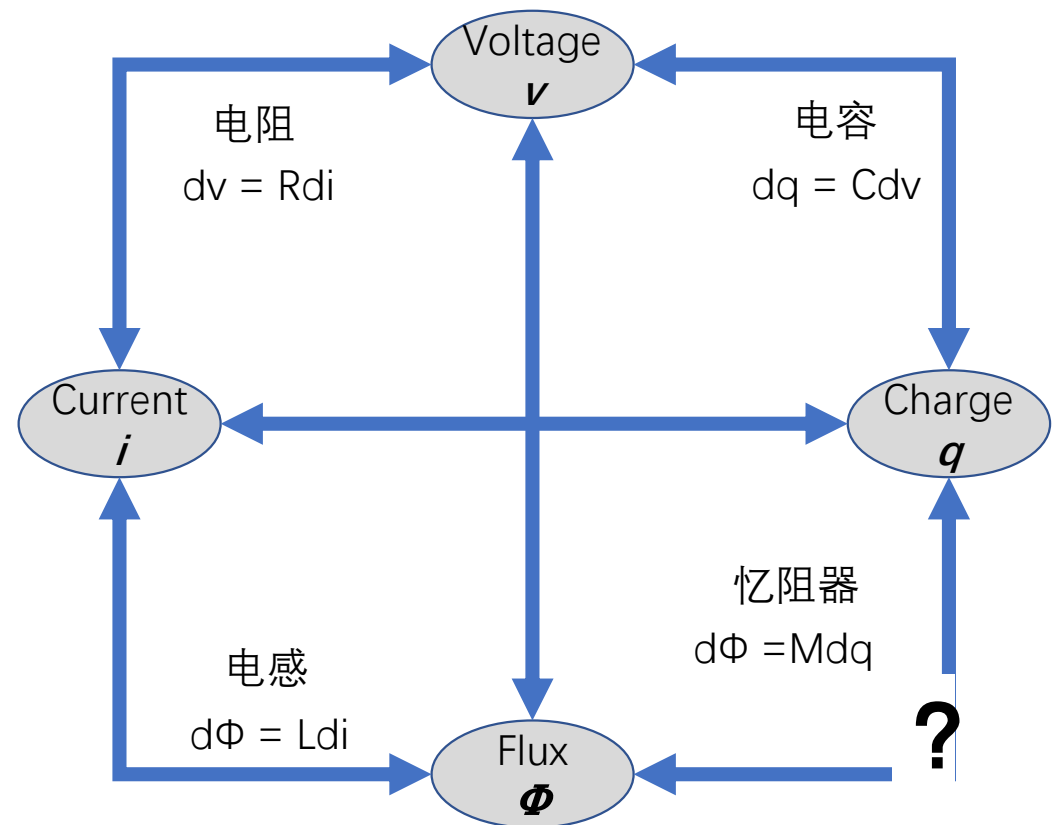 Voltage
v
电阻
dv = Rdi
电容
dq = Cdv
Current
i
Charge
q
忆阻器
dΦ =Mdq
电感
dΦ = Ldi
?
Flux
Φ